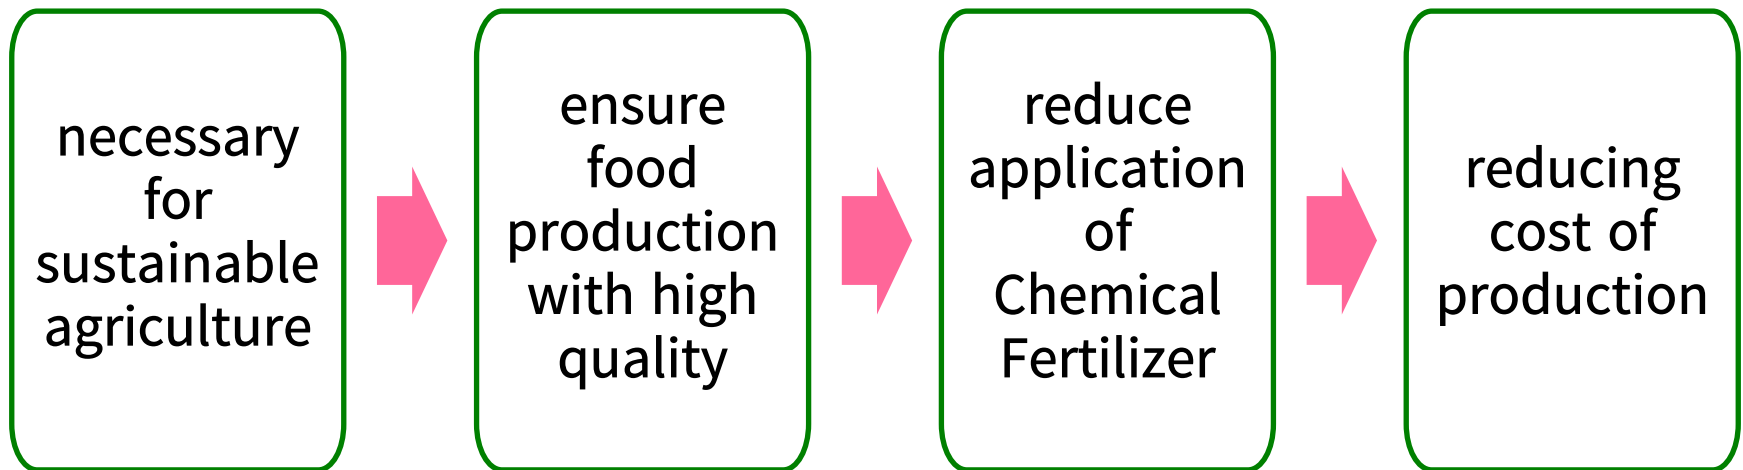 necessary
for
sustainable
agriculture
ensure
food
production
with high
quality
reduce
application
of
Chemical
Fertilizer
reducing
cost of
production